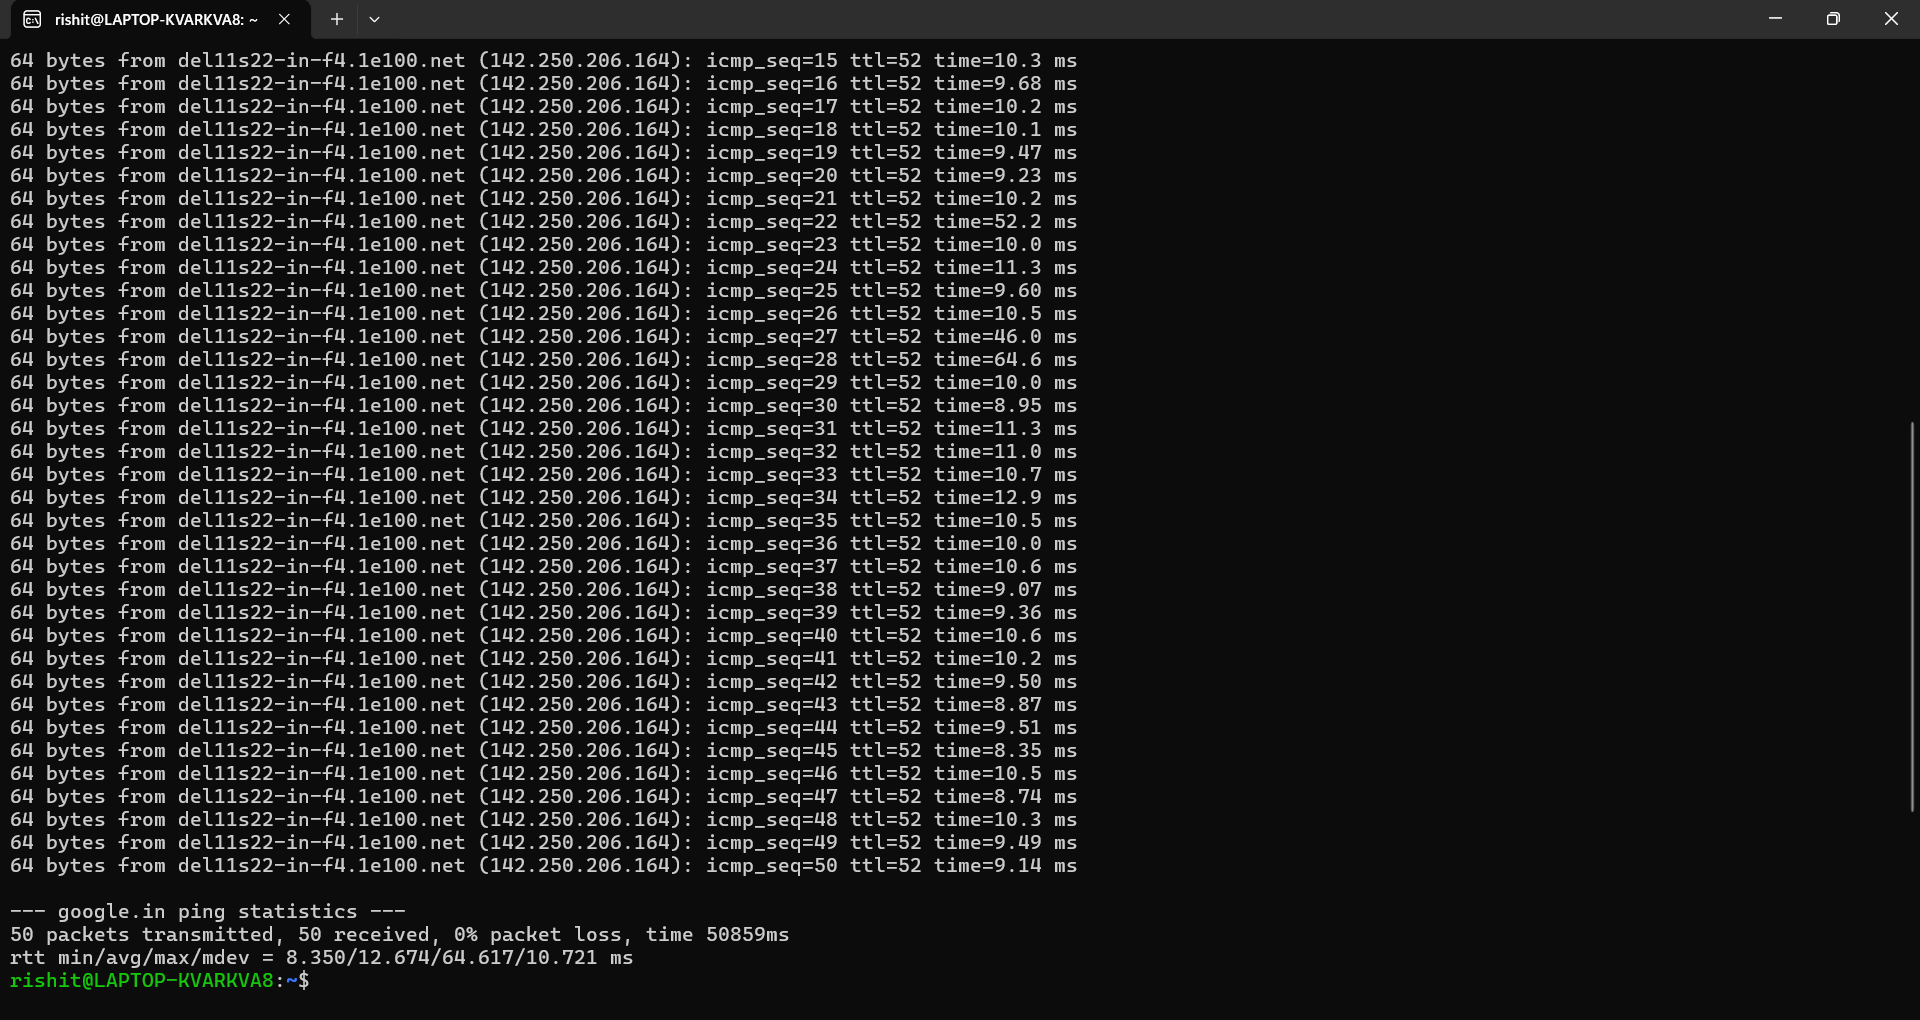 rishit@LAPTOP-KVARKVA8: ~
64 bytes from del11s22-in-f4.1e100.net (142.250.206.164): icmp_seq=15 ttl=52 time=10.3 ms
64 bytes from del11s22-in-f4.1e100.net (142.250.206.164): icmp_seq=16 ttl=52 time=9.68 ms
64 bytes from del11s22-in-f4.1e100.net (142.250.206.164): icmp_seq=17 ttl=52 time=10.2 ms
64 bytes from del11s22-in-f4.1e100.net (142.250.206.164): icmp_seq=18 ttl=52 time=10.1 ms
64 bytes from del11s22-in-f4.1e100.net (142.250.206.164): icmp_seq=19 ttl=52 time=9.47 ms
64 bytes from del11s22-in-f4.1e100.net (142.250.206.164): icmp_seq=20 ttl=52 time=9.23 ms
64 bytes from del11s22-in-f4.1e100.net (142.250.206.164): icmp_seq=21 ttl=52 time=10.2 ms
64 bytes from del11s22-in-f4.1e100.net (142.250.206.164): icmp_seq=22 ttl=52 time=52.2 ms
64 bytes from del11s22-in-f4.1e100.net (142.250.206.164): icmp_seq=23 ttl=52 time=10.0 ms
64 bytes from del11s22-in-f4.1e100.net (142.250.206.164): icmp_seq=24 ttl=52 time=11.3 ms
64 bytes from del11s22-in-f4.1e100.net (142.250.206.164): icmp_seq=25 ttl=52 time=9.60 ms
64 bytes from del11s22-in-f4.1e100.net (142.250.206.164): icmp_seq=26 ttl=52 time=10.5 ms
64 bytes from del11s22-in-f4.1e100.net (142.250.206.164): icmp_seq=27 ttl=52 time=46.0 ms
64 bytes from del11s22-in-f4.1e100.net (142.250.206.164): icmp_seq=28 ttl=52 time=64.6 ms
64 bytes from del11s22-in-f4.1e100.net (142.250.206.164): icmp_seq=29 ttl=52 time=10.0 ms
64 bytes from del11s22-in-f4.1e100.net (142.250.206.164): icmp_seq=30 ttl=52 time=8.95 ms
64 bytes from del11s22-in-f4.1e100.net (142.250.206.164): icmp_seq=31 ttl=52 time=11.3 ms
64 bytes from del11s22-in-f4.1e100.net (142.250.206.164): icmp_seq=32 ttl=52 time=11.0 ms
64 bytes from del11s22-in-f4.1e100.net (142.250.206.164): icmp_seq=33 ttl=52 time=10.7 ms
64 bytes from del11s22-in-f4.1e100.net (142.250.206.164): icmp_seq=34 ttl=52 time=12.9 ms
64 bytes from del11s22-in-f4.1e100.net (142.250.206.164): icmp_seq=35 ttl=52 time=10.5 ms
64 bytes from del11s22-in-f4.1e100.net (142.250.206.164): icmp_seq=36 ttl=52 time=10.0 ms
64 bytes from del11s22-in-f4.1e100.net (142.250.206.164): icmp_seq=37 ttl=52 time=10.6 ms
64 bytes from del11s22-in-f4.1e100.net (142.250.206.164): icmp_seq=38 ttl=52 time=9.07 ms
64 bytes from del11s22-in-f4.1e100.net (142.250.206.164): icmp_seq=39 ttl=52 time=9.36 ms
64 bytes from del11s22-in-f4.1e100.net (142.250.206.164): icmp_seq=40 ttl=52 time=10.6 ms
64 bytes from del11s22-in-f4.1e100.net (142.250.206.164): icmp_seq=41 ttl=52 time=10.2 ms
64 bytes from del11s22-in-f4.1e100.net (142.250.206.164): icmp_seq=42 ttl=52 time=9.50 ms
64 bytes from del11s22-in-f4.1e100.net (142.250.206.164): icmp_seq=43 ttl=52 time=8.87 ms
64 bytes from del11s22-in-f4.1e100.net (142.250.206.164): icmp_seq=44 ttl=52 time=9.51 ms
64 bytes from del11s22-in-f4.1e100.net (142.250.206.164): icmp_seq=45 ttl=52 time=8.35 ms
64 bytes from del11s22-in-f4.1e100.net (142.250.206.164): icmp_seq=46 ttl=52 time=10.5 ms
64 bytes from del11s22-in-f4.1e100.net (142.250.206.164): icmp_seq=47 ttl=52 time=8.74 ms
64 bytes from del11s22-in-f4.1e100.net (142.250.206.164): icmp_seq=48 ttl=52 time=10.3 ms
64 bytes from del11s22-in-f4.1e100.net (142.250.206.164): icmp_seq=49 ttl=52 time=9.49 ms
64 bytes from del11s22-in-f4.1e100.net (142.250.206.164): icmp_seq=50 ttl=52 time=9.14 ms
--- google.in ping statistics ---
50 packets transmitted, 50 received, 0% packet loss, time 50859ms
rtt min/avg/max/mdev = 8.350/12.674/64.617/10.721 ms
rishit@LAPTOP-KVARKVA8:~$